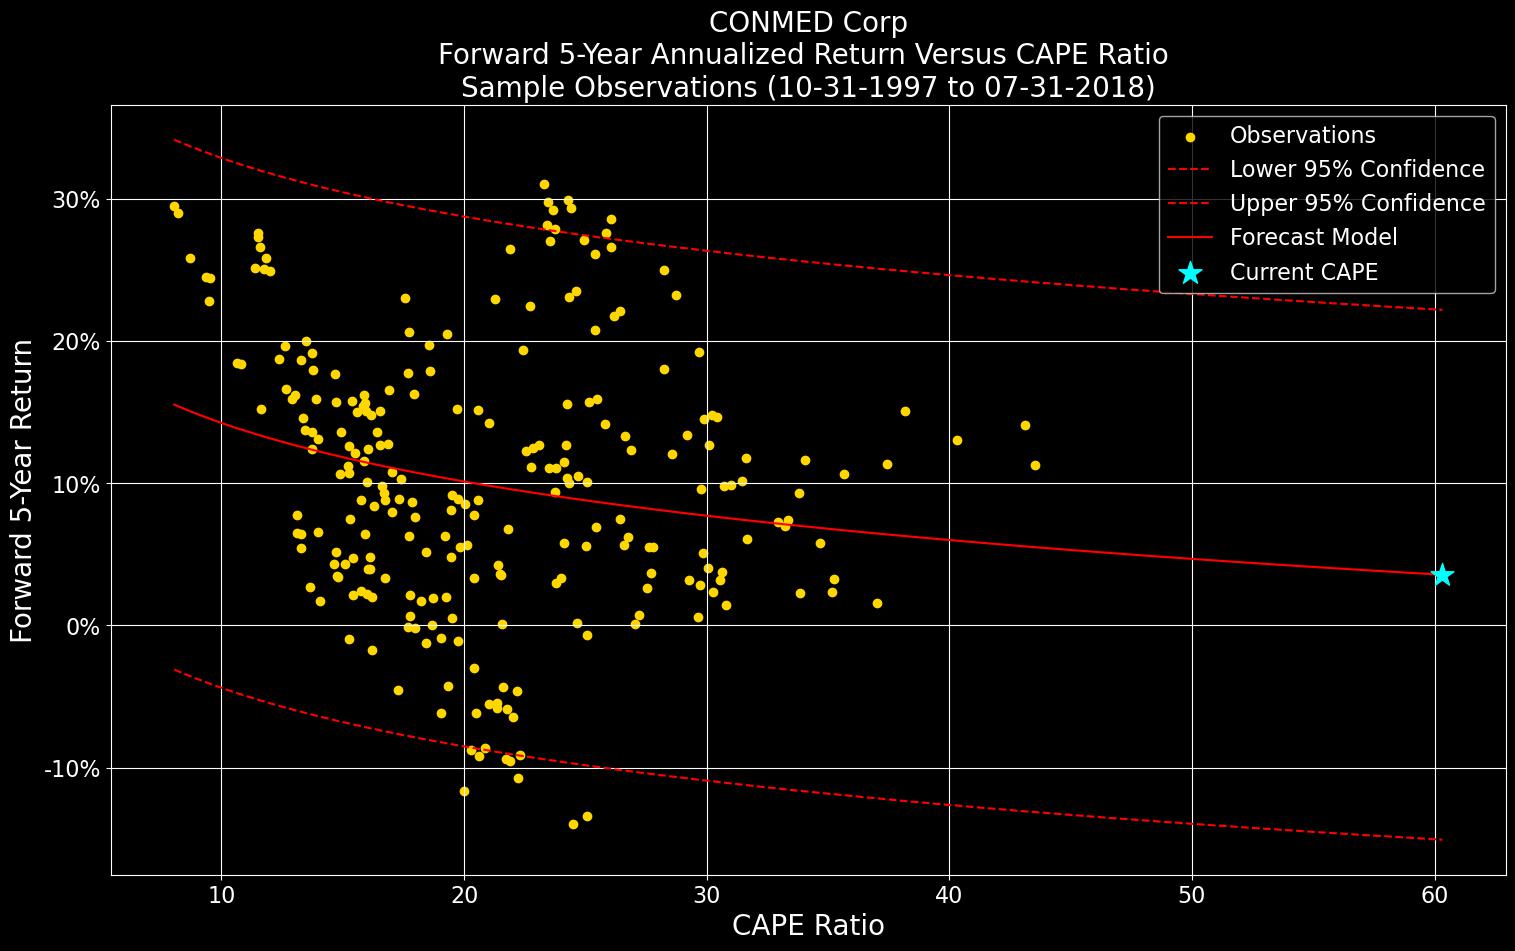 CONMED Corp
Forward 5-Year Annualized Return Versus CAPE Ratio
Sample Observations (10-31-1997 to 07-31-2018)
Observations
Lower 95% Confidence
Upper 95% Confidence
Forecast Model
Current CAPE
Forward 5-Year Return
30%
20%
10%
0%
-10%
10 20 30 40 50 60
CAPE Ratio